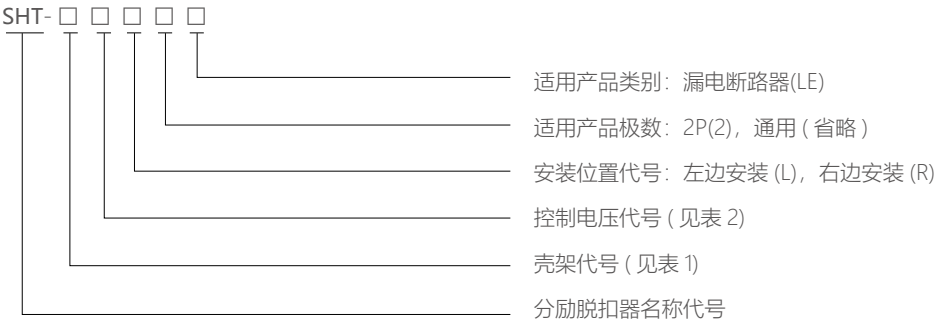 SHT- □ □ □ □ □
适用产品类别：漏电断路器(LE)
适用产品极数：2P(2)，通用 ( 省略 )
安装位置代号：左边安装 (L)，右边安装 (R)
控制电压代号 ( 见表 2)
壳架代号 ( 见表 1)
分励脱扣器名称代号